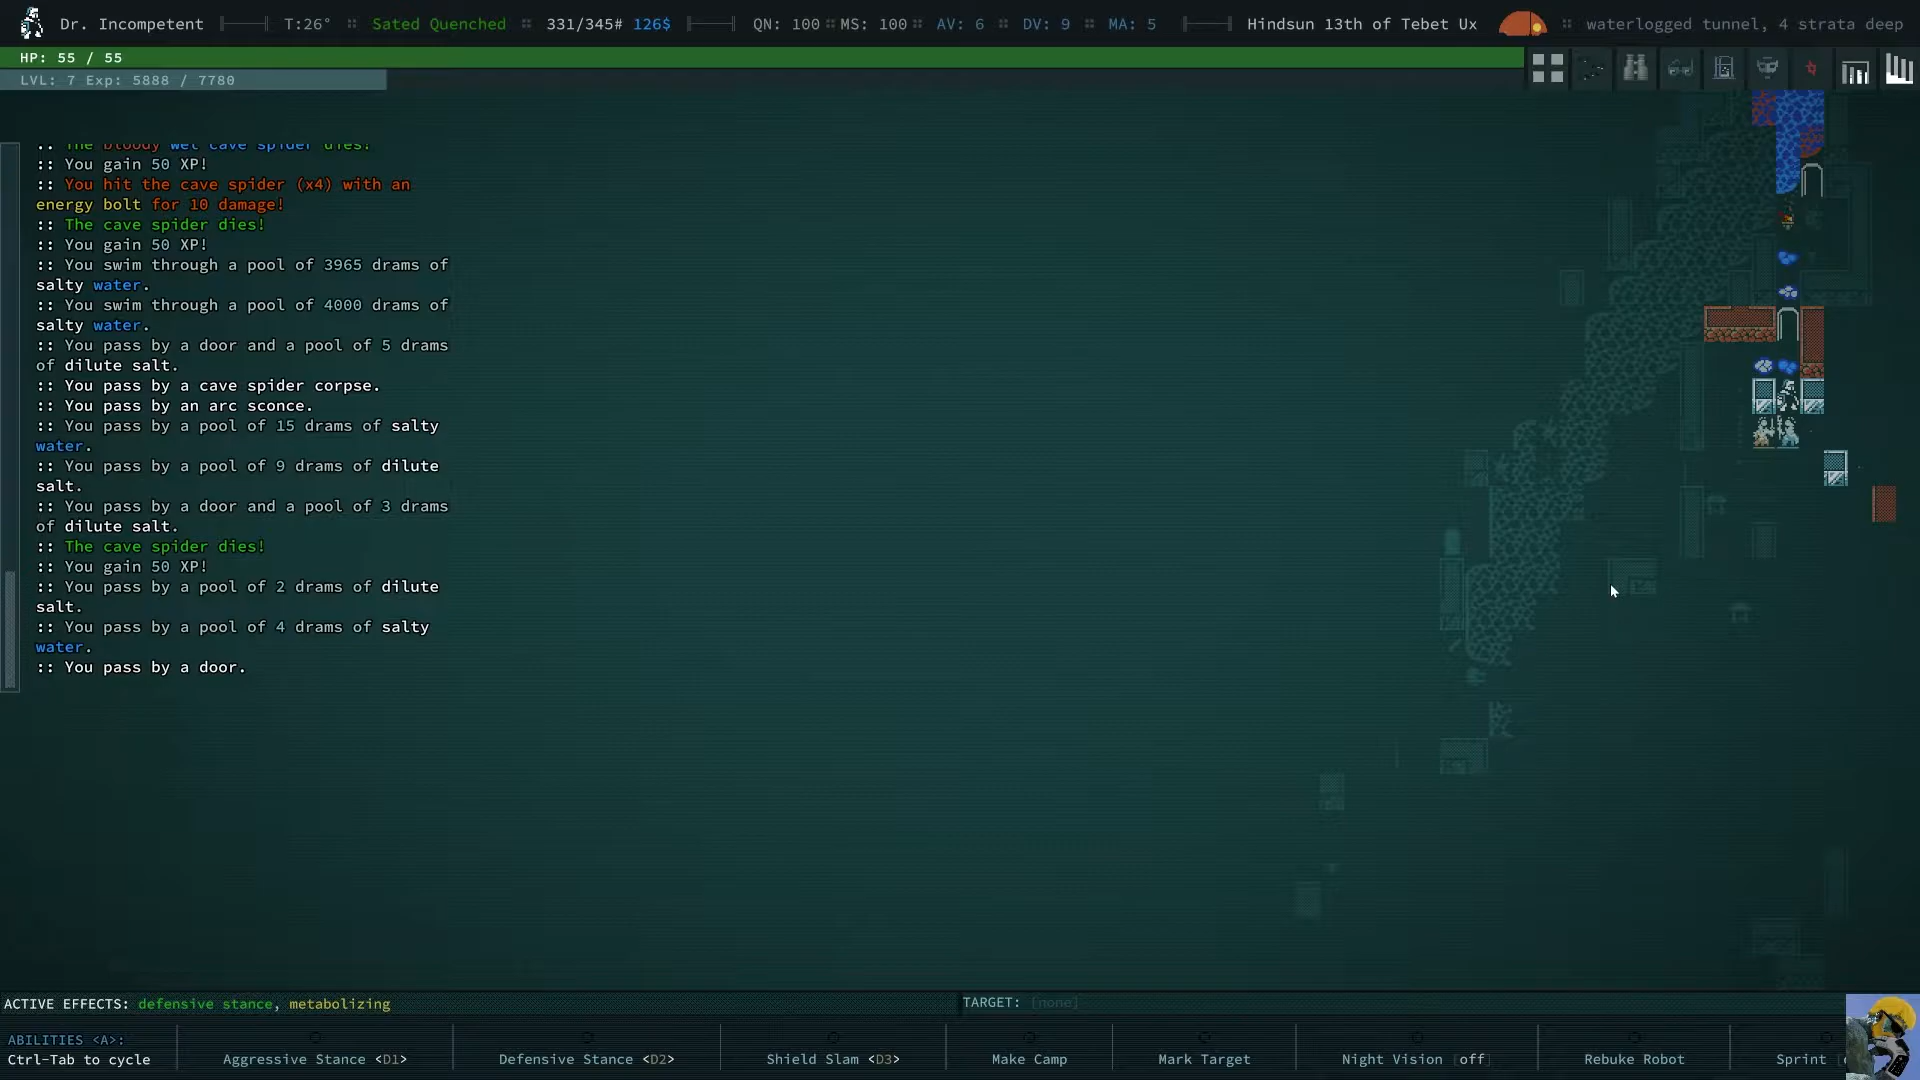 Dr. Incompetent T:26° :: Sated Quenched :: 331/345# 126$ QN: 100 :: MS: 100 :: AV: 6 :: DV: 9 :: MA: 5 Hindsun 13th of Tebet Ux :: waterlogged tunnel, 4 strata deep
HP: 55 / 55
LVL: 7 Exp: 5888 / 7780
:: The bloody wet cave spider dies!
:: You gain 50 XP!
:: You hit the cave spider (x4) with an
energy bolt for 10 damage!
:: The cave spider dies!
:: You gain 50 XP!
:: You swim through a pool of 3965 drams of
salty water.
:: You swim through a pool of 4000 drams of
salty water.
:: You pass by a door and a pool of 5 drams
of dilute salt.
:: You pass by a cave spider corpse.
:: You pass by an arc sconce.
:: You pass by a pool of 15 drams of salty
water.
:: You pass by a pool of 9 drams of dilute
salt.
:: You pass by a door and a pool of 3 drams
of dilute salt.
:: The cave spider dies!
:: You gain 50 XP!
:: You pass by a pool of 2 drams of dilute
salt.
:: You pass by a pool of 4 drams of salty
water.
:: You pass by a door.
ACTIVE EFFECTS: defensive stance, metabolizing
TARGET: [none]
ABILITIES <A>:
Ctrl-Tab to cycle
Aggressive Stance <D1>
Defensive Stance <D2>
Shield Slam <D3>
Make Camp
Mark Target
Night Vision [off]
Rebuke Robot
Sprint